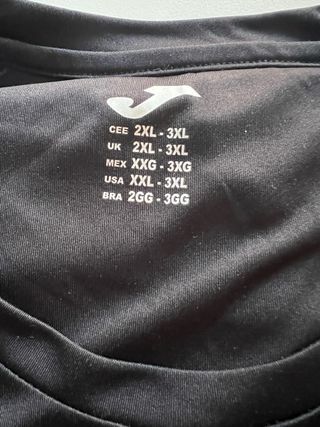 CEE 2XL - 3XL
UK 2XL - 3XL
MEX XXG - 3XG
USA XXL - 3XL
BRA 2GG - 3GG